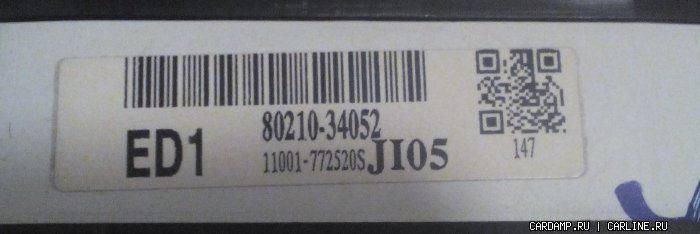 80210-34052
ED1
11001-772520S JI05
147
CARDAMP.RU | CARLINE.RU